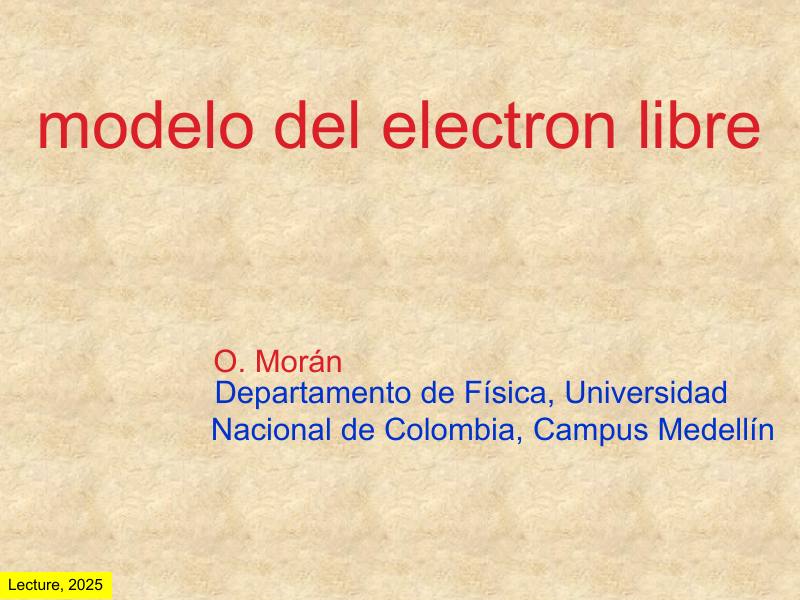 modelo del electron libre
O. Morán
Departamento de Física, Universidad
Nacional de Colombia, Campus Medellín
Lecture, 2025